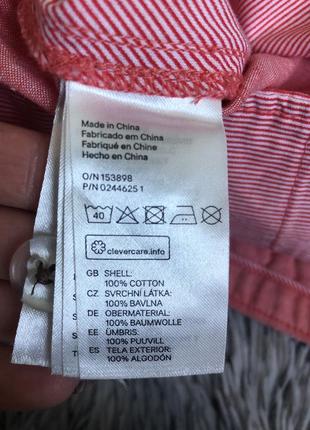 Made in China
Fabricado em China
Fabriqué en Chine
Hecho en China
O/N 153898
P/N 02446251
40
clevercare.info
GB SHELL:
100% COTTON
CZ SVRCHNÍ LÁTKA:
100% BAVLNA
DE OBERMATERIAL:
100% BAUMWOLLE
EE ÜMBRIS:
100% PUUVILL
ES TELA EXTERIOR:
100% ALGODÓN